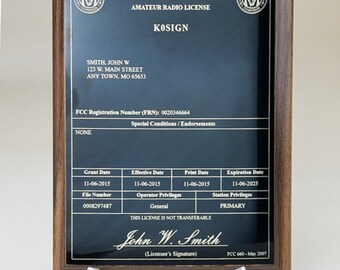 AMATEUR RADIO LICENSE
K0SIGN
SMITH, JOHN W
123 W. MAIN STREET
ANY TOWN, MO 65653
FCC Registration Number (FRN): 0020346664
Special Conditions / Endorsements
NONE
Grant Date Effective Date Print Date Expiration Date
11-06-2015 11-06-2015 11-06-2015 11-06-2025
File Number Operator Privileges Station Privileges
0008297487 General PRIMARY
THIS LICENSE IS NOT TRANSFERABLE
John W. Smith
(Licensee's Signature) FCC 660 - May 2007